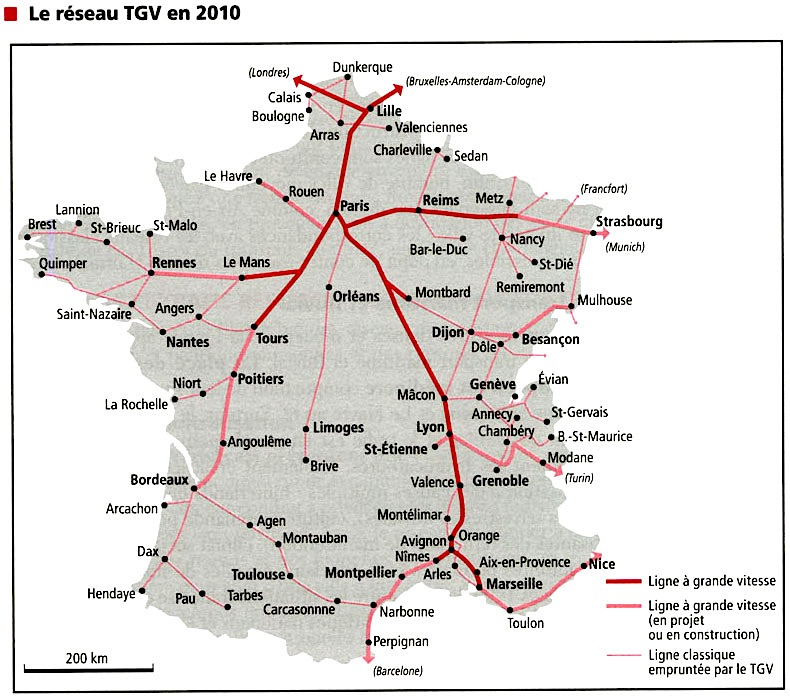 Le réseau TGV en 2010
(Londres)
Dunkerque
(Bruxelles-Amsterdam-Cologne)
Calais
Lille
Boulogne
Arras
Valenciennes
Charleville
Sedan
Le Havre
Rouen
Paris
Reims
Metz
(Francfort)
Strasbourg
(Munich)
Lannion
Brest
St-Brieuc
St-Malo
Bar-le-Duc
Nancy
St-Dié
Remiremont
Quimper
Rennes
Le Mans
Orléans
Montbard
Mulhouse
Saint-Nazaire
Angers
Nantes
Tours
Dijon
Besançon
Dôle
Poitiers
Niort
La Rochelle
Mâcon
Genève
Évian
Annecy
St-Gervais
Chambéry
B.-St-Maurice
Limoges
Lyon
Angoulême
St-Étienne
Modane
Brive
Grenoble
(Turin)
Bordeaux
Valence
Arcachon
Montélimar
Agen
Montauban
Avignon
Orange
Dax
Nîmes
Aix-en-Provence
Nice
Toulouse
Montpellier
Arles
Marseille
Hendaye
Pau
Tarbes
Carcasonnne
Narbonne
Toulon
Perpignan
(Barcelone)
Ligne à grande vitesse
Ligne à grande vitesse
(en projet
ou en construction)
Ligne classique
empruntée par le TGV
200 km